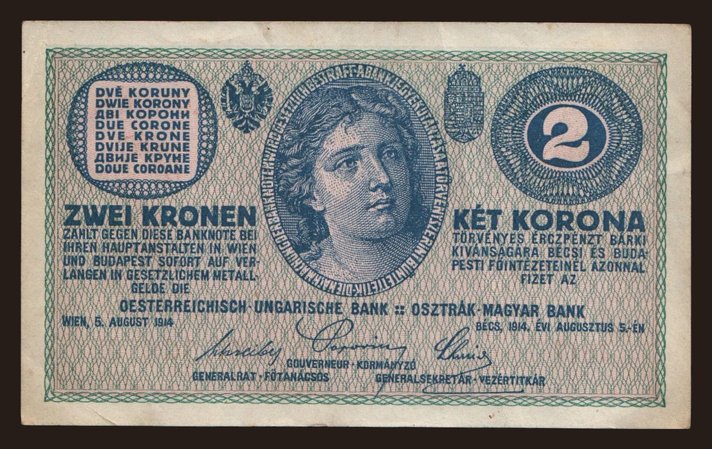 DVĚ KORUNY
DWIE KORONY
ДВІ КОРОНИ
DUE CORONE
DVE KRONE
DVIJE KRUNE
ДВИЈЕ КРУНЕ
DOUE COROANE
2
ZWEI KRONEN
ZAHLT GEGEN DIESE BANKNOTE BEI
IHREN HAUPTANSTALTEN IN WIEN
UND BUDAPEST SOFORT AUF VER-
LANGEN IN GESETZLICHEM METALL-
GELDE DIE
KÉT KORONA
TÖRVÉNYES ÉRCZPÉNZT BÁRKI
KIVÁNSÁGÁRA BÉCSI ÉS BUDA-
PESTI FŐINTÉZETEINÉL AZONNAL
FIZET AZ
OESTERREICHISCH-UNGARISCHE BANK :: OSZTRÁK-MAGYAR BANK
WIEN, 5. AUGUST 1914
BÉCS, 1914. ÉVI AUGUSZTUS 5.-ÉN
GOUVERNEUR · KORMÁNYZÓ
GENERALRAT · FŐTANÁCSOS
GENERALSEKRETÄR · VEZÉRTITKÁR